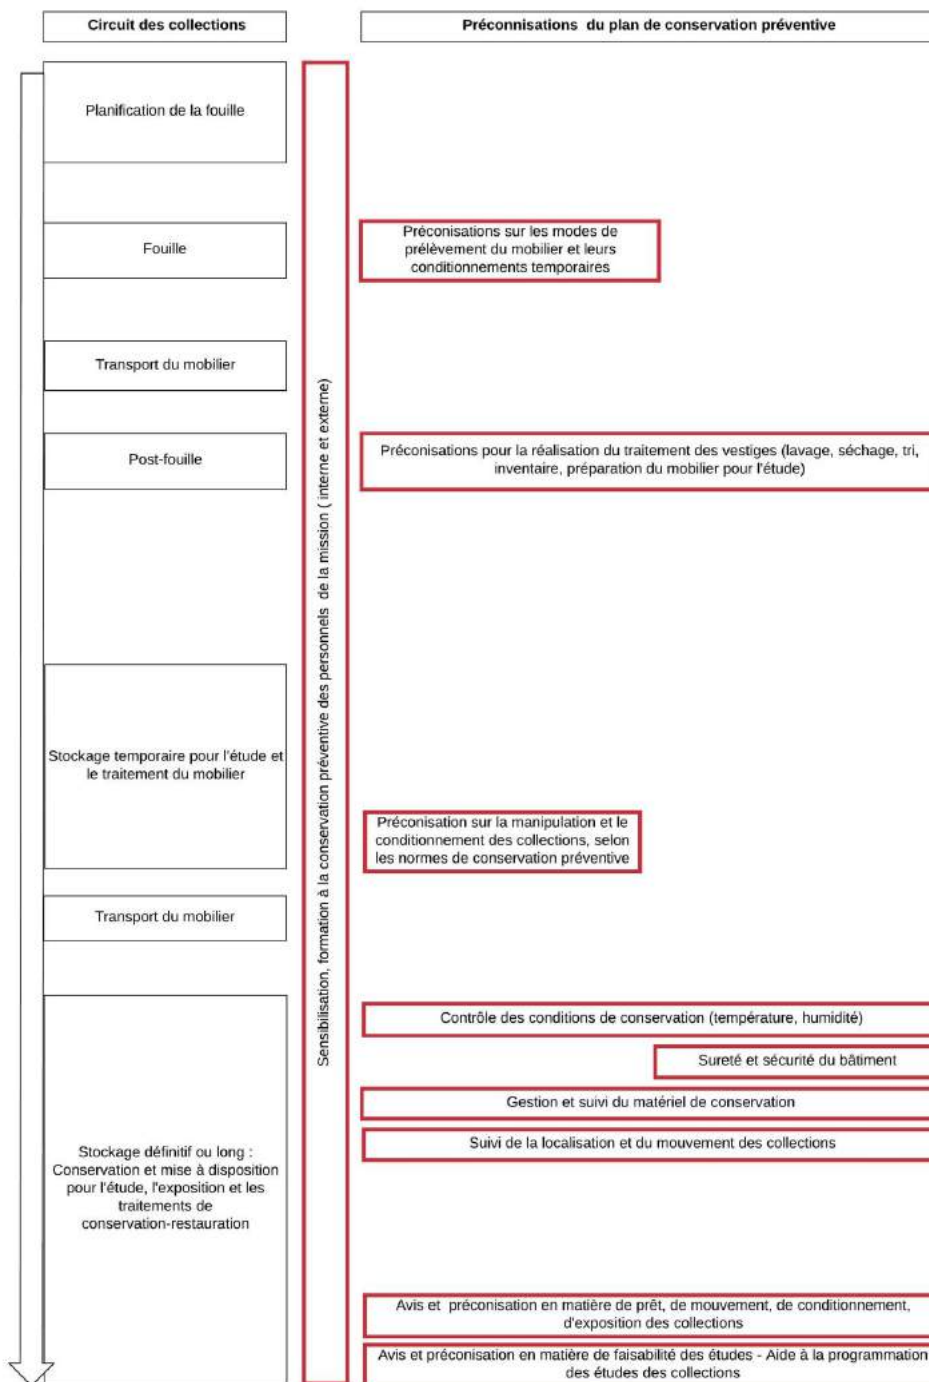 Circuit des collections
Préconnisations du plan de conservation préventive
Planification de la fouille
Fouille
Préconisations sur les modes de
prélèvement du mobilier et leurs
conditionnements temporaires
Transport du mobilier
Post-fouille
Préconisations pour la réalisation du traitement des vestiges (lavage, séchage, tri,
inventaire, préparation du mobilier pour l'étude)
Sensibilisation, formation à la conservation préventive des personnels de la mission ( interne et externe)
Stockage temporaire pour l'étude et
le traitement du mobilier
Préconisation sur la manipulation et le
conditionnement des collections, selon
les normes de conservation préventive
Transport du mobilier
Stockage définitif ou long :
Conservation et mise à disposition
pour l'étude, l'exposition et les
traitements de
conservation-restauration
Contrôle des conditions de conservation (température, humidité)
Sureté et sécurité du bâtiment
Gestion et suivi du matériel de conservation
Suivi de la localisation et du mouvement des collections
Avis et préconisation en matière de prêt, de mouvement, de conditionnement,
d'exposition des collections
Avis et préconisation en matière de faisabilité des études - Aide à la programmation
des études des collections